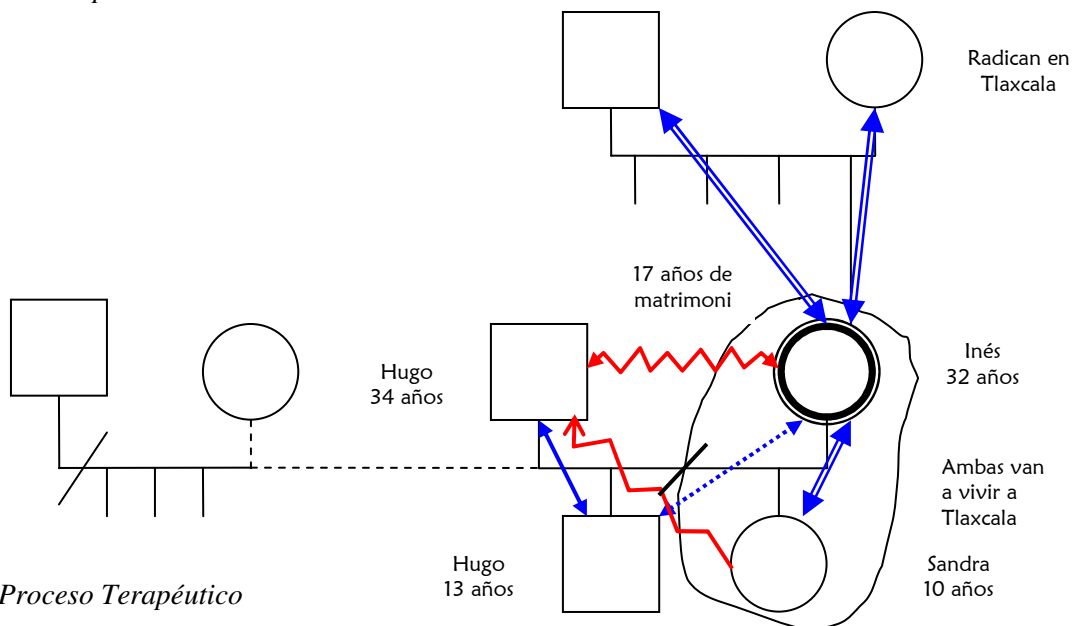 Radican en
Tlaxcala
17 años de
matrimoni
Hugo
34 años
Inés
32 años
Ambas van
a vivir a
Tlaxcala
Hugo
13 años
Sandra
10 años
Proceso Terapéutico